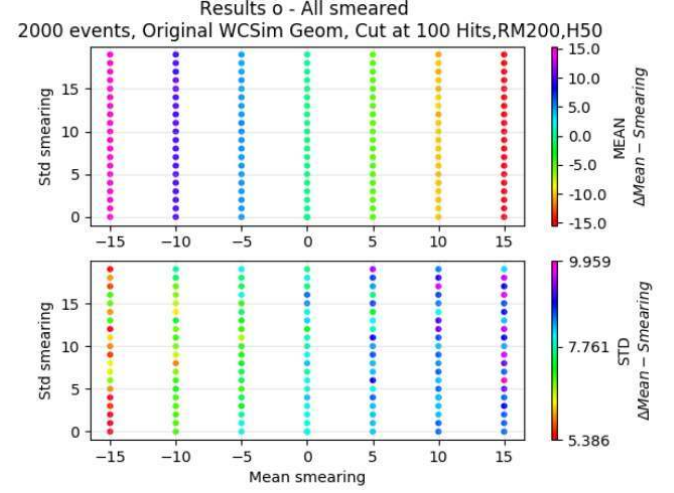 Results o - All smeared
2000 events, Original WCSim Geom, Cut at 100 Hits,RM200,H50
Std smearing
15
10
5
0
−15 −10 −5 0 5 10 15
15.0
10.0
5.0
0.0
-5.0
-10.0
-15.0
MEAN
ΔMean − Smearing
Std smearing
15
10
5
0
−15 −10 −5 0 5 10 15
Mean smearing
9.959
7.761
5.386
STD
ΔMean − Smearing